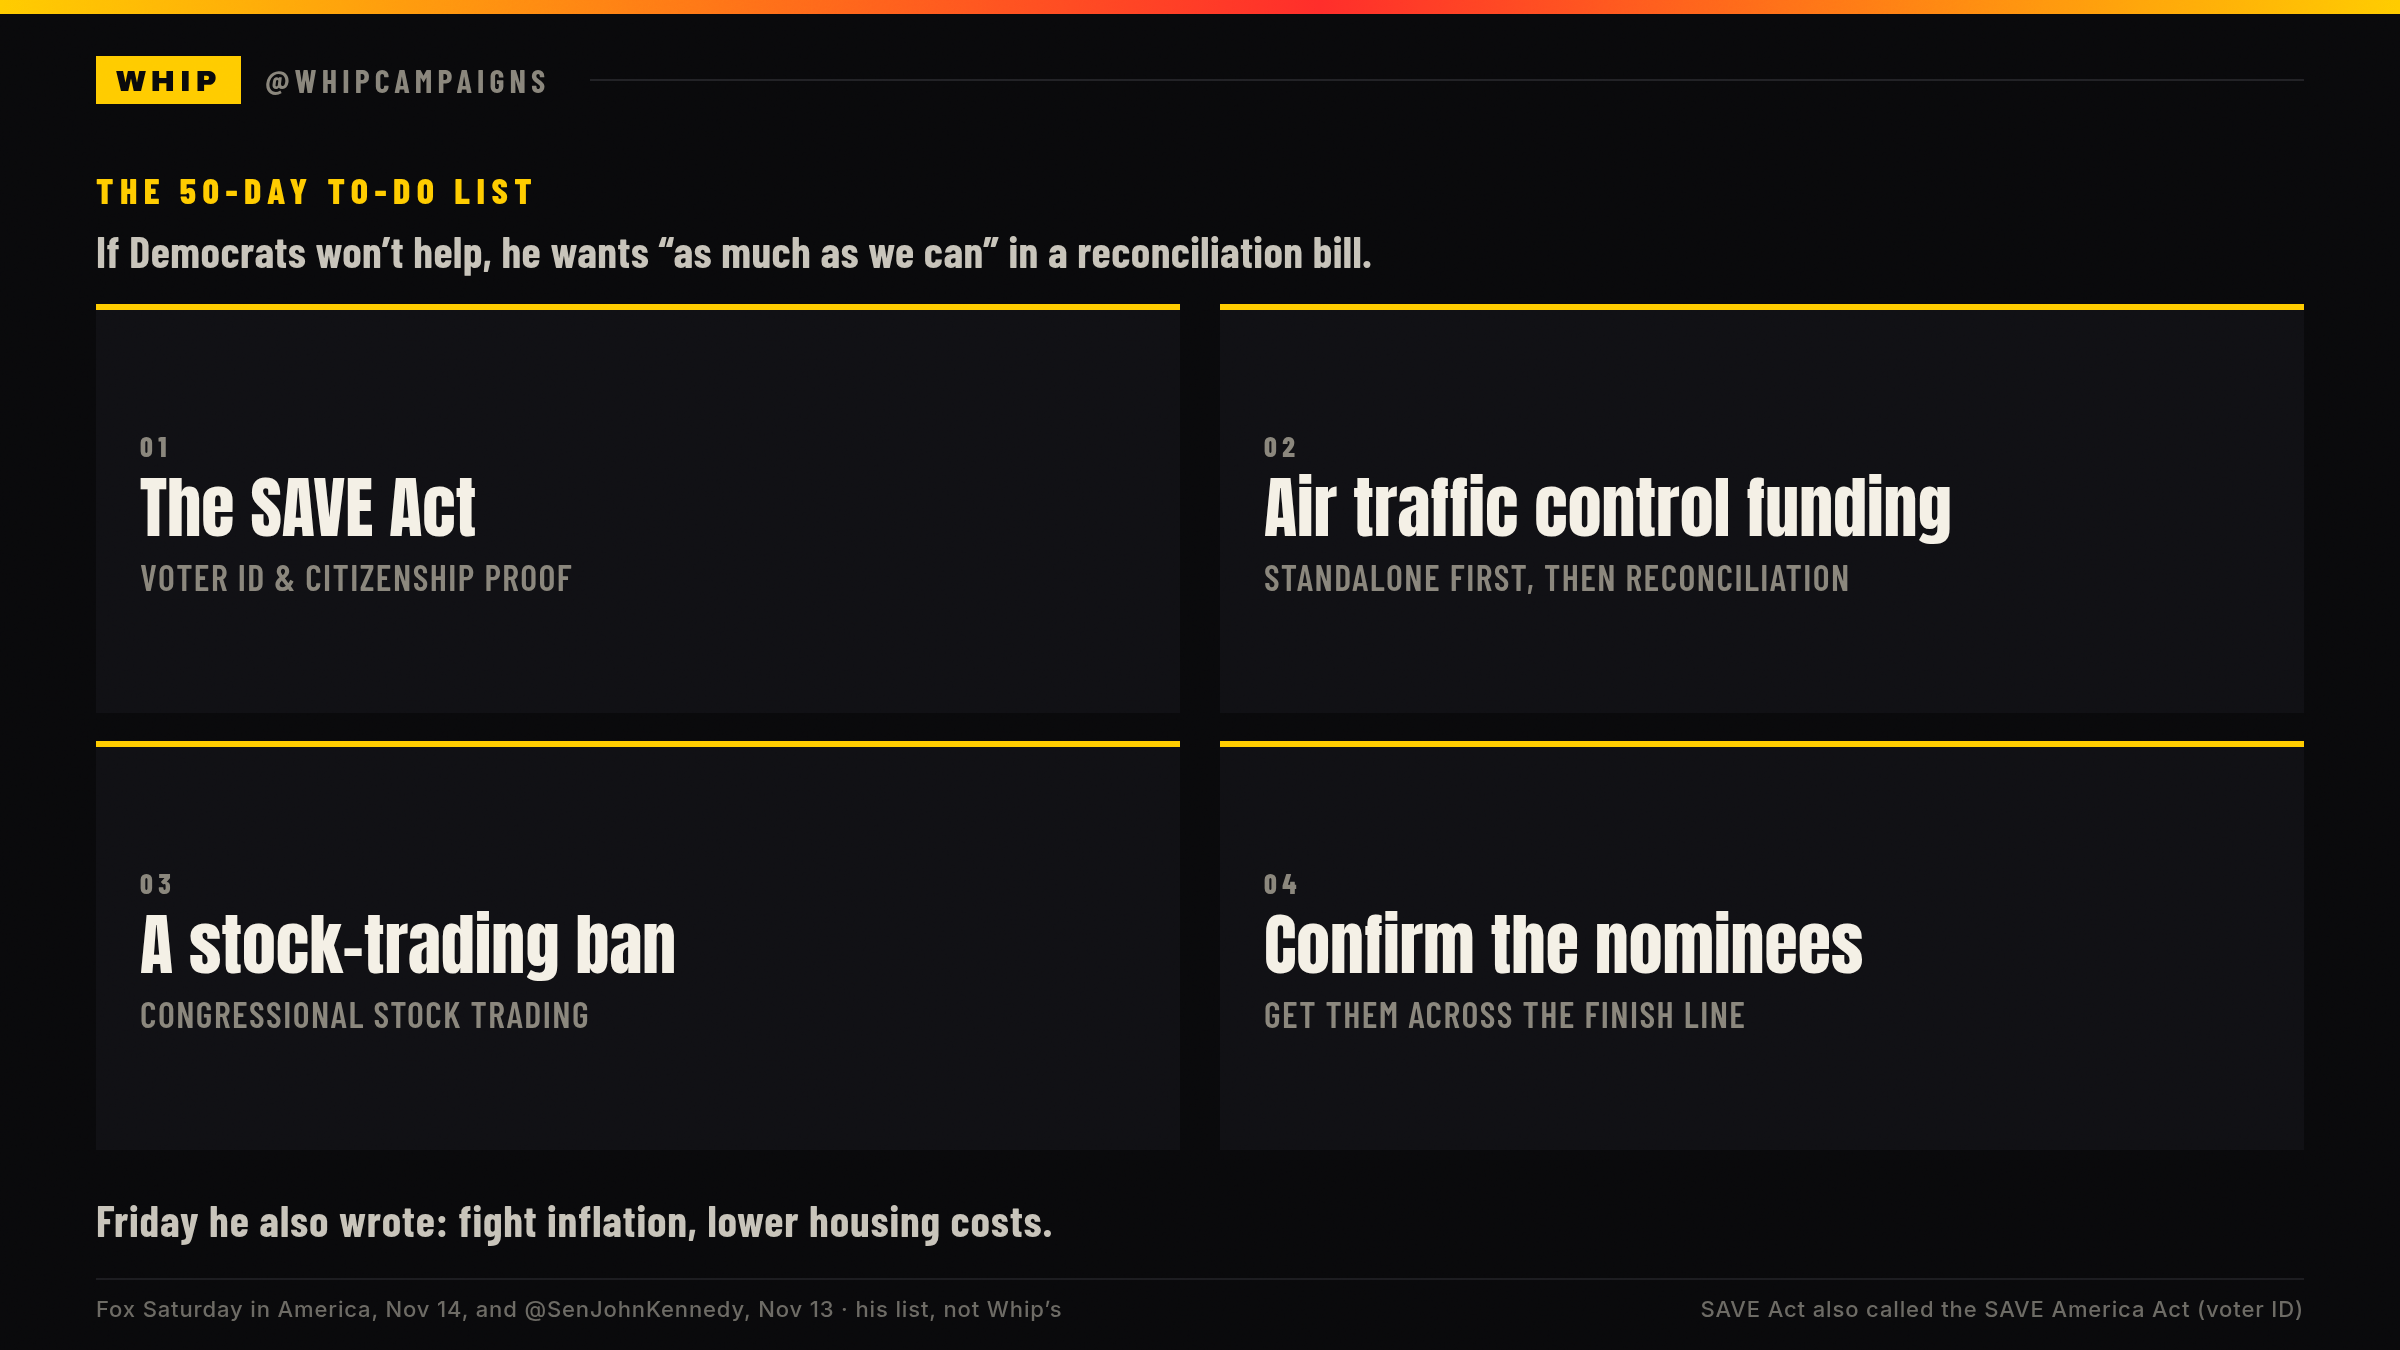 WHIP @WHIPCAMPAIGNS
THE 50-DAY TO-DO LIST
If Democrats won’t help, he wants “as much as we can” in a reconciliation bill.
01
The SAVE Act
VOTER ID & CITIZENSHIP PROOF
02
Air traffic control funding
STANDALONE FIRST, THEN RECONCILIATION
03
A stock-trading ban
CONGRESSIONAL STOCK TRADING
04
Confirm the nominees
GET THEM ACROSS THE FINISH LINE
Friday he also wrote: fight inflation, lower housing costs.
Fox Saturday in America, Nov 14, and @SenJohnKennedy, Nov 13 · his list, not Whip’s
SAVE Act also called the SAVE America Act (voter ID)